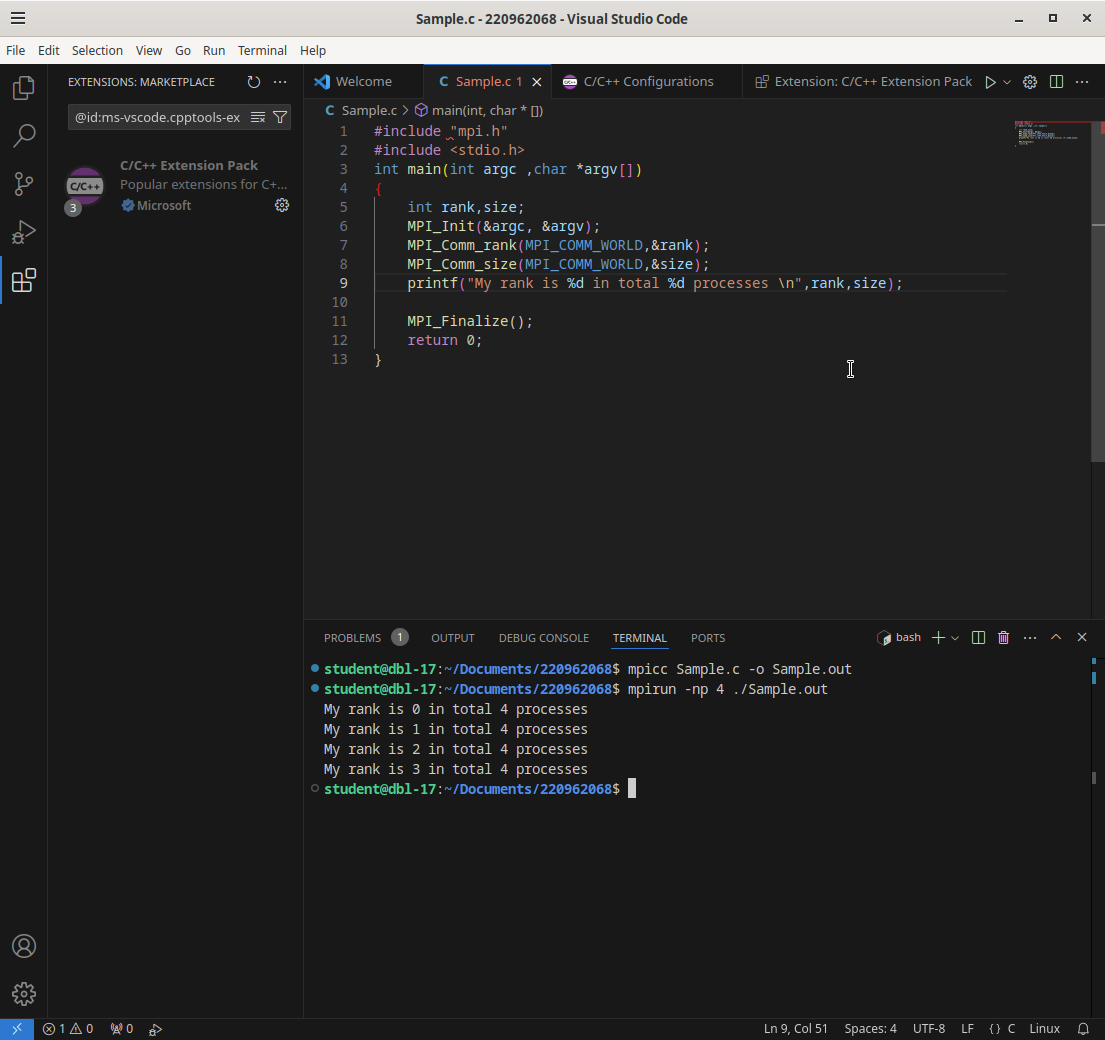 Sample.c - 220962068 - Visual Studio Code
File Edit Selection View Go Run Terminal Help
EXTENSIONS: MARKETPLACE
@id:ms-vscode.cpptools-ex
C/C++ Extension Pack
Popular extensions for C+...
Microsoft
C/C++
3
Welcome
C Sample.c 1
C/C++ Configurations
Extension: C/C++ Extension Pack
C Sample.c > main(int, char * [])
1 #include "mpi.h"
2 #include <stdio.h>
3 int main(int argc ,char *argv[])
4 {
5     int rank,size;
6     MPI_Init(&argc, &argv);
7     MPI_Comm_rank(MPI_COMM_WORLD,&rank);
8     MPI_Comm_size(MPI_COMM_WORLD,&size);
9     printf("My rank is %d in total %d processes \n",rank,size);
10
11     MPI_Finalize();
12     return 0;
13 }
PROBLEMS 1 OUTPUT DEBUG CONSOLE TERMINAL PORTS bash
student@dbl-17:~/Documents/220962068$ mpicc Sample.c -o Sample.out
student@dbl-17:~/Documents/220962068$ mpirun -np 4 ./Sample.out
My rank is 0 in total 4 processes
My rank is 1 in total 4 processes
My rank is 2 in total 4 processes
My rank is 3 in total 4 processes
student@dbl-17:~/Documents/220962068$
1 0 0 Ln 9, Col 51 Spaces: 4 UTF-8 LF { } C Linux